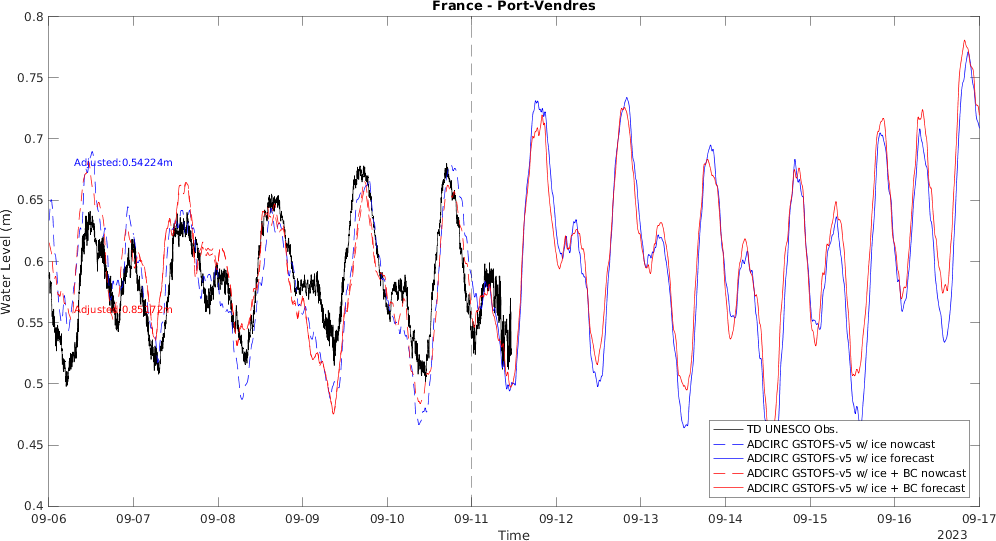 France - Port-Vendres
Water Level (m)
0.8
0.75
0.7
0.65
0.6
0.55
0.5
0.45
0.4
Adjusted:0.54224m
TD UNESCO Obs.
ADCIRC GSTOFS-v5 w/ ice nowcast
ADCIRC GSTOFS-v5 w/ ice forecast
ADCIRC GSTOFS-v5 w/ ice + BC nowcast
ADCIRC GSTOFS-v5 w/ ice + BC forecast
09-06 09-07 09-08 09-09 09-10 09-11 09-12 09-13 09-14 09-15 09-16 09-17
Time
2023